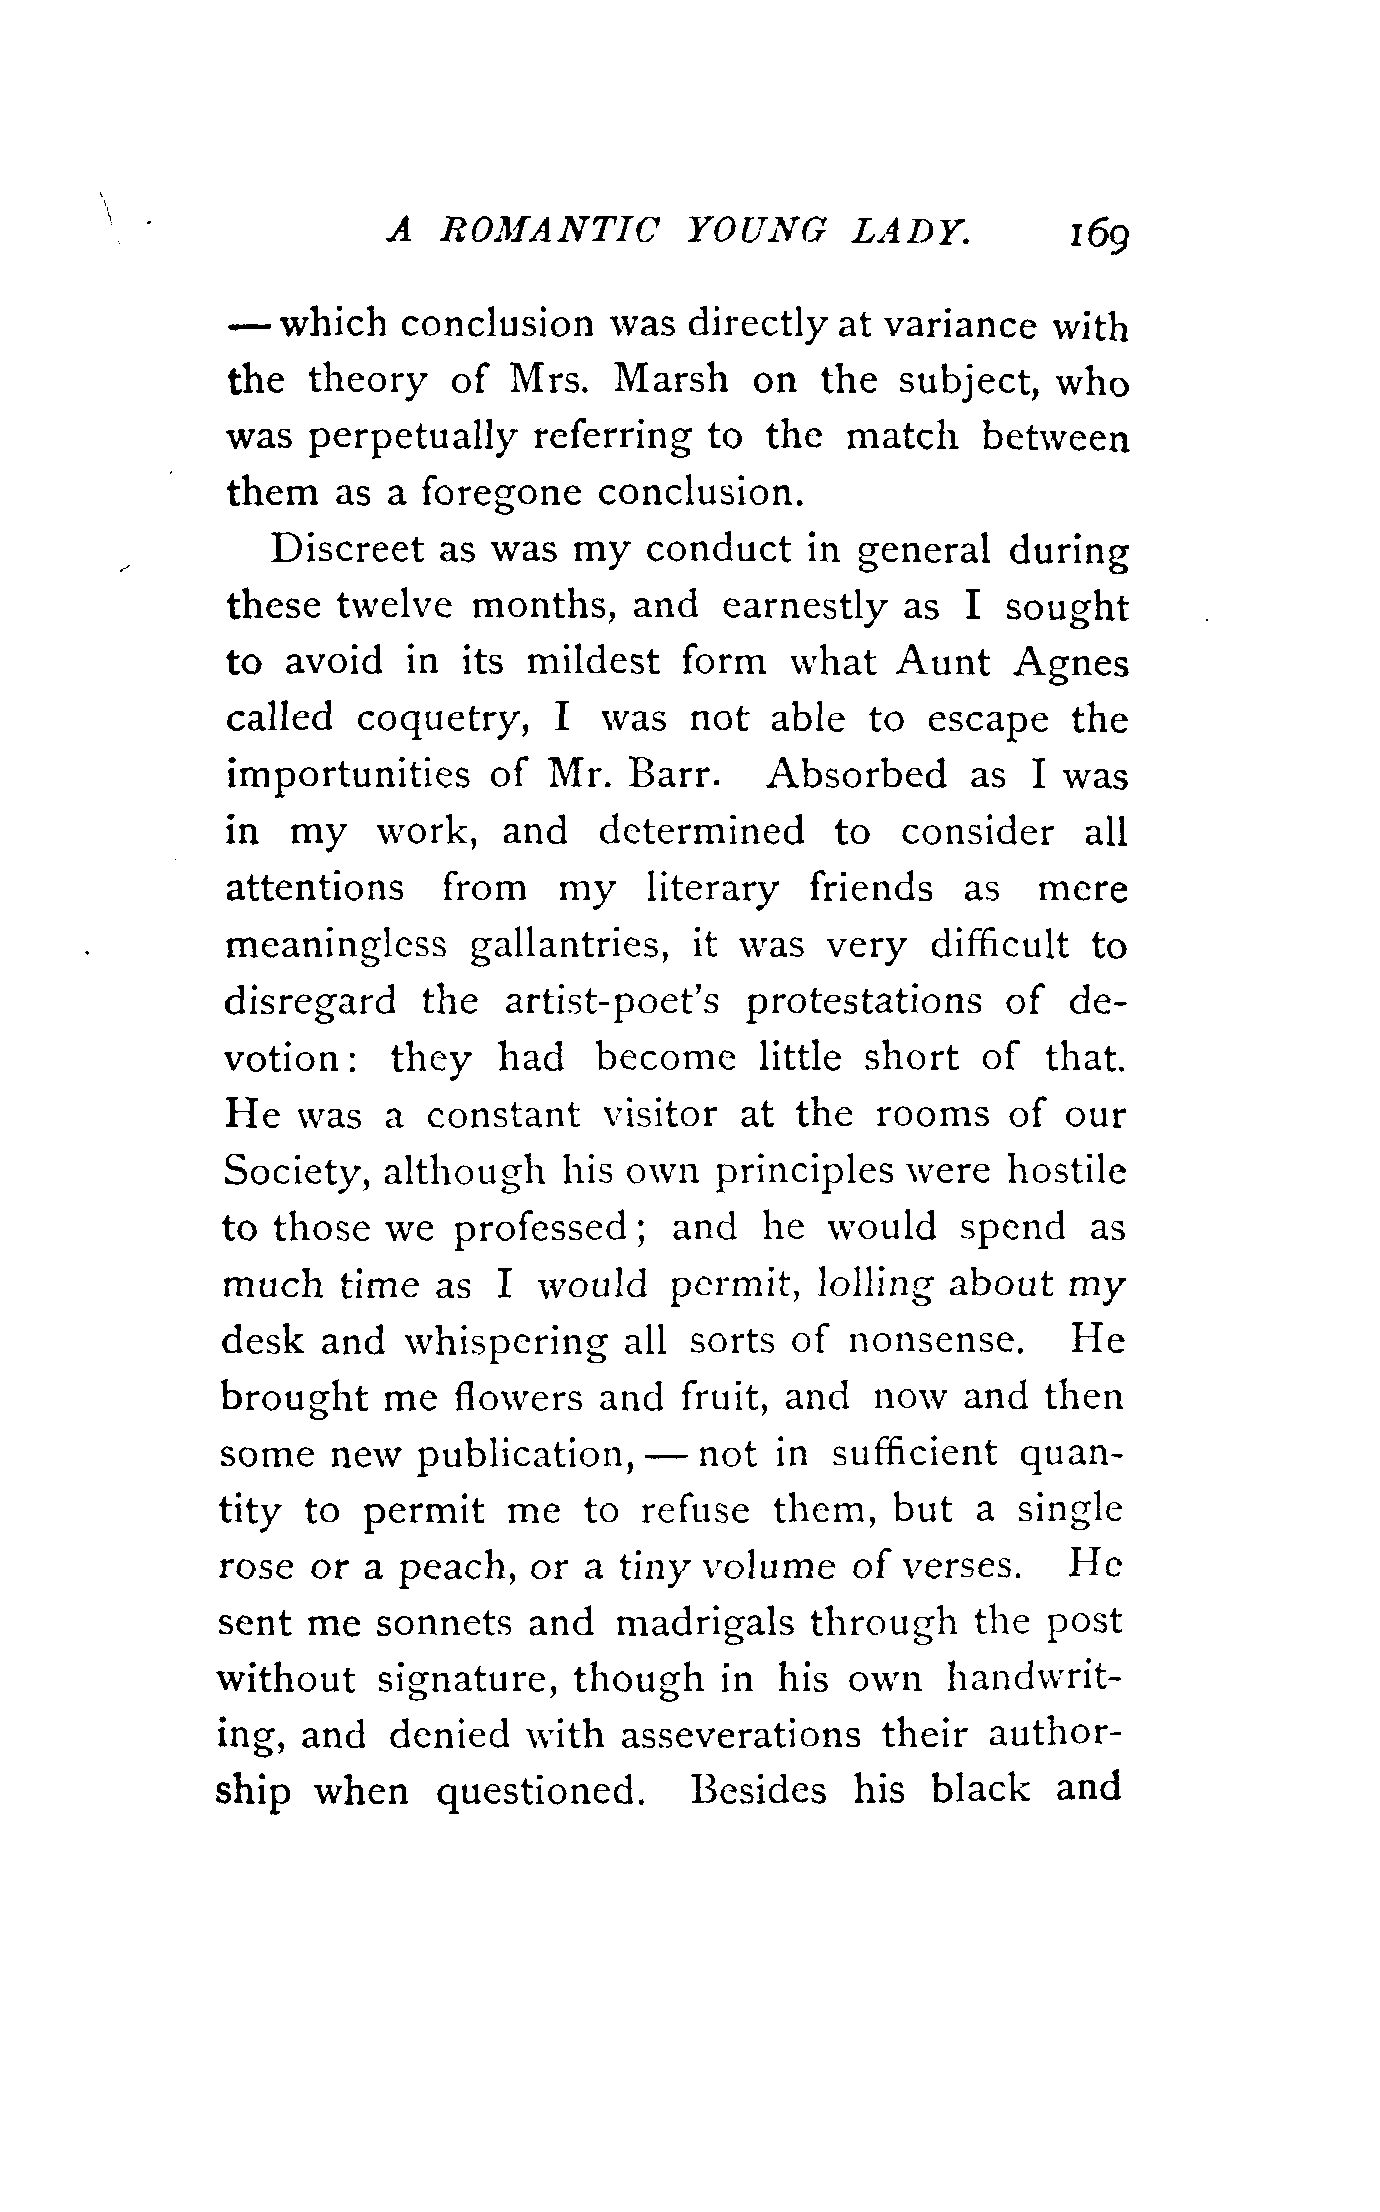 A ROMANTIC YOUNG LADY. 169
— which conclusion was directly at variance with
the theory of Mrs. Marsh on the subject, who
was perpetually referring to the match between
them as a foregone conclusion.
Discreet as was my conduct in general during
these twelve months, and earnestly as I sought
to avoid in its mildest form what Aunt Agnes
called coquetry, I was not able to escape the
importunities of Mr. Barr. Absorbed as I was
in my work, and determined to consider all
attentions from my literary friends as mere
meaningless gallantries, it was very difficult to
disregard the artist-poet's protestations of de-
votion: they had become little short of that.
He was a constant visitor at the rooms of our
Society, although his own principles were hostile
to those we professed; and he would spend as
much time as I would permit, lolling about my
desk and whispering all sorts of nonsense. He
brought me flowers and fruit, and now and then
some new publication, — not in sufficient quan-
tity to permit me to refuse them, but a single
rose or a peach, or a tiny volume of verses. He
sent me sonnets and madrigals through the post
without signature, though in his own handwrit-
ing, and denied with asseverations their author-
ship when questioned. Besides his black and